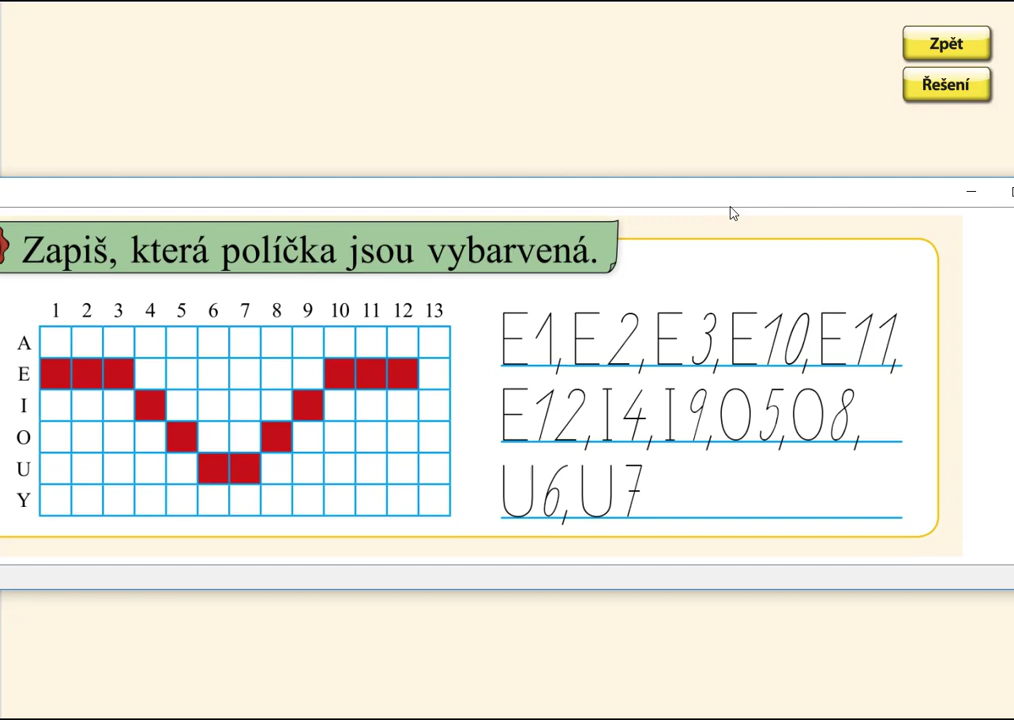 Zpět
Řešení
Zapiš, která políčka jsou vybarvená.
1 2 3 4 5 6 7 8 9 10 11 12 13
A
E
I
O
U
Y
E1, E2, E3, E10, E11,
E12, I4, I9, O5, O8,
U6, U7